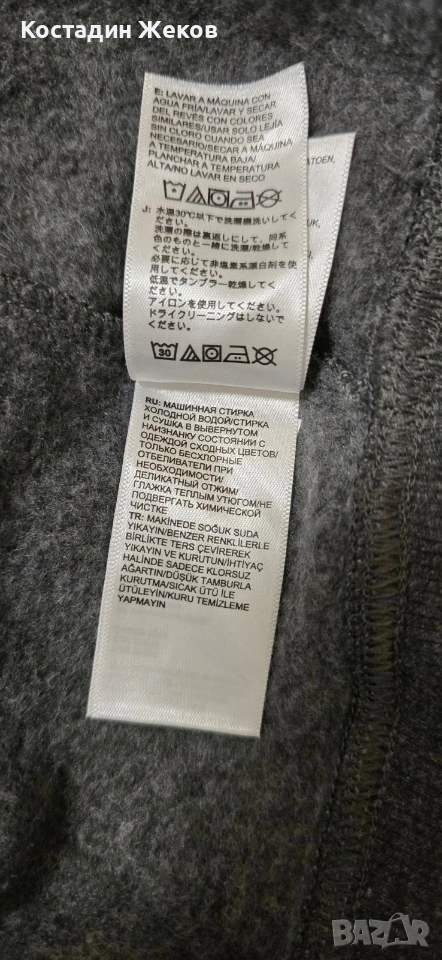 Костадин Жеков
E: LAVAR A MÁQUINA CON
AGUA FRÍA/LAVAR Y SECAR
DEL REVÉS CON COLORES
SIMILARES/USAR SOLO LEJÍA
SIN CLORO CUANDO SEA
NECESARIO/SECAR A MÁQUINA
A TEMPERATURA BAJA/
PLANCHAR A TEMPERATURA
ALTA/NO LAVAR EN SECO
J: 水温30℃以下で洗濯機洗いしてく
ださい。
洗濯の際は裏返しにして、同系
色のものと一緒に洗濯してくださ
い。
必要に応じて非塩素系漂白剤を使
用してください。
低温でタンブラー乾燥してくださ
い。
アイロンを使用してください。
ドライクリーニングはしないで
ください。
30
ATOEN,
UK,
RU: МАШИННАЯ СТИРКА
ХОЛОДНОЙ ВОДОЙ/СТИРКА
И СУШКА В ВЫВЕРНУТОМ
НАИЗНАНКУ СОСТОЯНИИ С
ОДЕЖДОЙ СХОДНЫХ ЦВЕТОВ/
ТОЛЬКО БЕСХЛОРНЫЕ
ОТБЕЛИВАТЕЛИ ПРИ
НЕОБХОДИМОСТИ/
ДЕЛИКАТНЫЙ ОТЖИМ/
ГЛАЖКА ТЕПЛЫМ УТЮГОМ/НЕ
ПОДВЕРГАТЬ ХИМИЧЕСКОЙ
ЧИСТКЕ
TR: MAKİNEDE SOĞUK SUDA
YIKAYIN/BENZER RENKLİLERLE
BİRLİKTE TERS ÇEVİREREK
YIKAYIN VE KURUTUN/İHTİYAÇ
HALİNDE SADECE KLORSUZ
AĞARTIN/DÜŞÜK TAMBURLA
KURUTMA/SICAK ÜTÜ İLE
ÜTÜLEYİN/KURU TEMİZLEME
YAPMAYIN
BAZAR